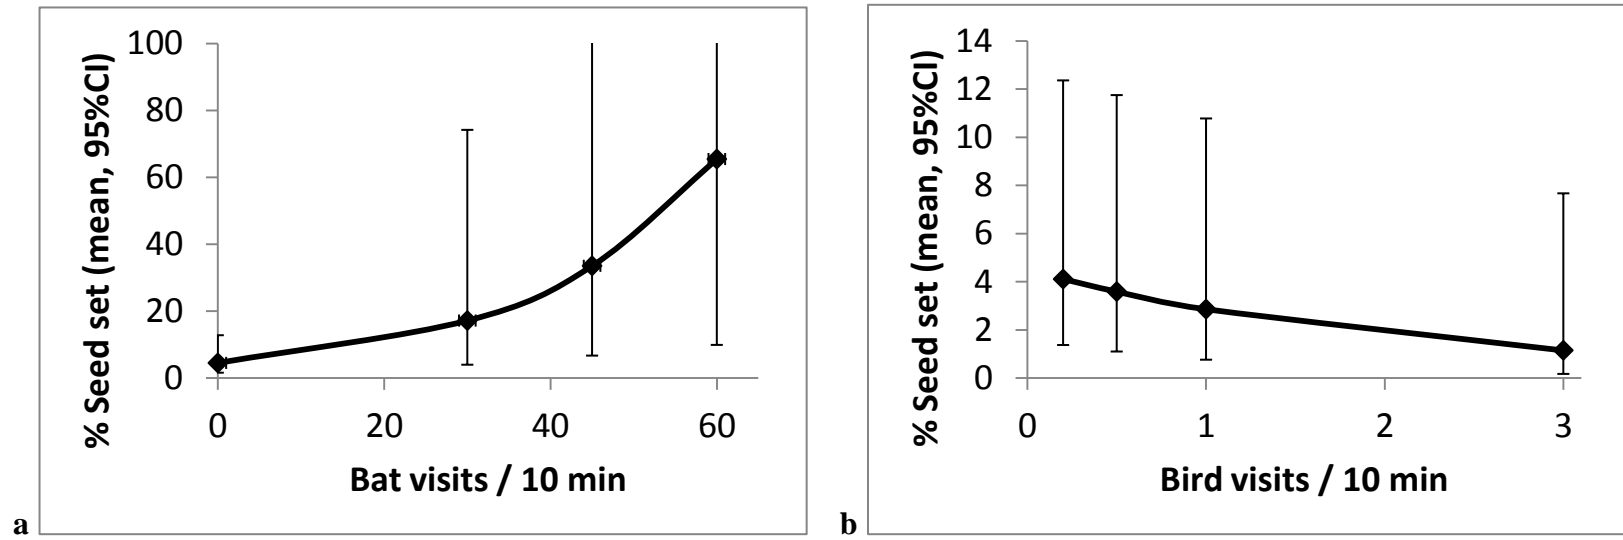 % Seed set (mean, 95%CI)
100
80
60
40
20
0
0 20 40 60
Bat visits / 10 min
a
% Seed set (mean, 95%CI)
14
12
10
8
6
4
2
0
0 1 2 3
Bird visits / 10 min
b